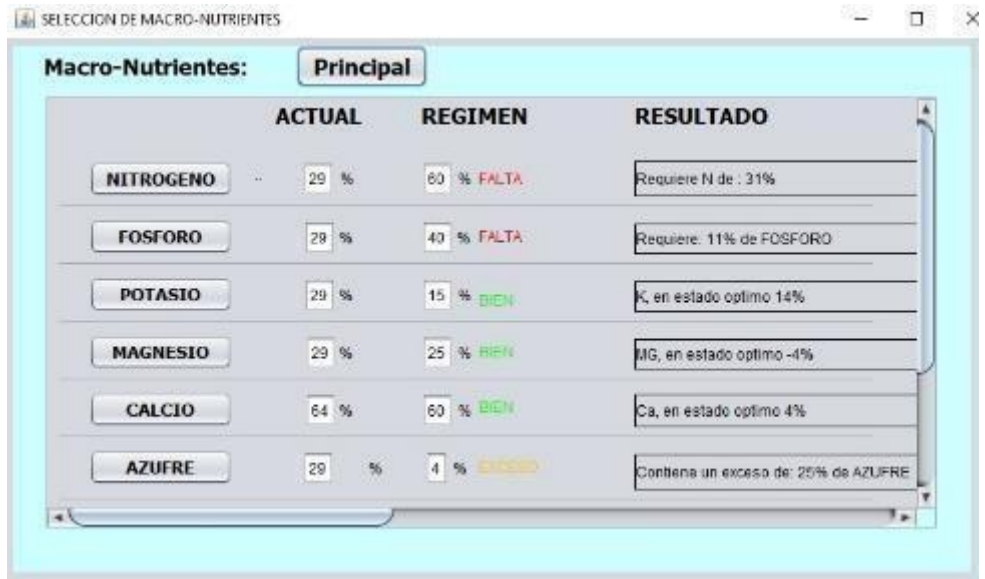 SELECCION DE MACRO-NUTRIENTES
Macro-Nutrientes: Principal
ACTUAL REGIMEN RESULTADO
NITROGENO .. 29 % 60 % FALTA Requiere N de : 31%
FOSFORO 29 % 40 % FALTA Requiere: 11% de FOSFORO
POTASIO 29 % 15 % BIEN K, en estado optimo 14%
MAGNESIO 29 % 25 % BIEN MG, en estado optimo -4%
CALCIO 64 % 60 % BIEN Ca, en estado optimo 4%
AZUFRE 29 % 4 % EXCESO Contiene un exceso de: 25% de AZUFRE